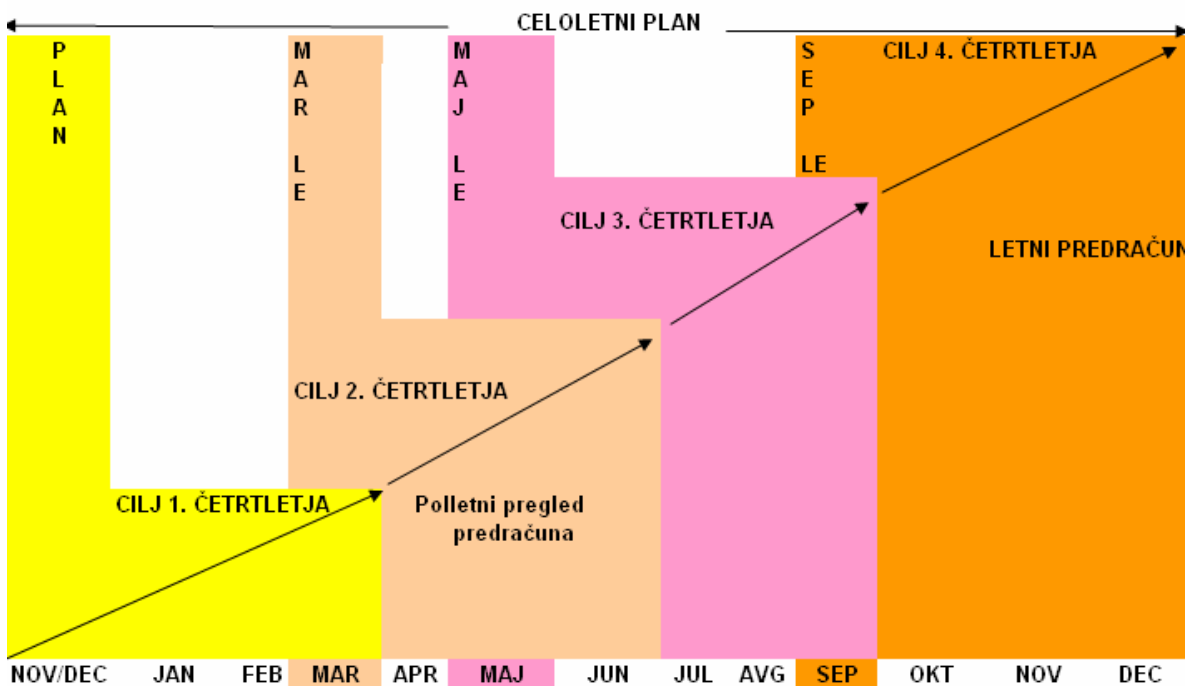 CELOLETNI PLAN
P
L
A
N
M
A
R
L
E
M
A
J
L
E
S
E
P
LE
CILJ 4. ČETRTLETJA
CILJ 3. ČETRTLETJA
LETNI PREDRAČUN
CILJ 2. ČETRTLETJA
CILJ 1. ČETRTLETJA
Polletni pregled
predračuna
NOV/DEC JAN FEB MAR APR MAJ JUN JUL AVG SEP OKT NOV DEC